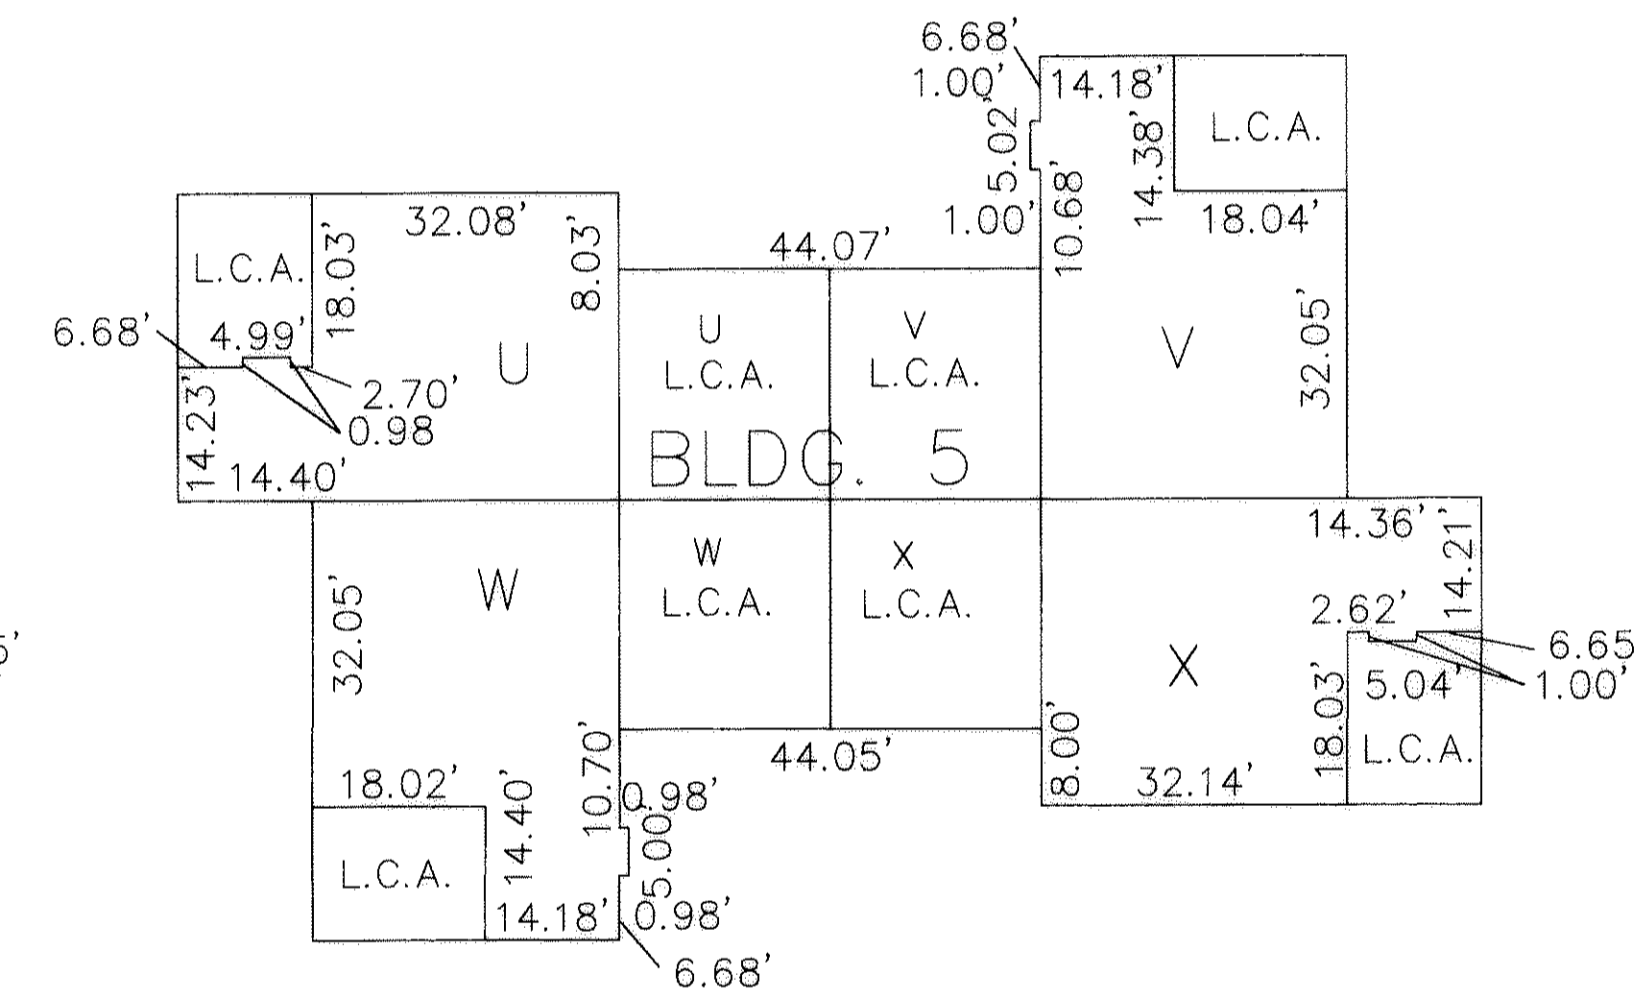 6.68'
1.00'
14.18'
5.02'
14.38'
L.C.A.
1.00'
10.68'
18.04'
32.08'
8.03'
44.07'
L.C.A.
18.03'
6.68'
4.99'
U
U
L.C.A.
V
L.C.A.
V
32.05'
2.70'
0.98
14.23'
14.40'
BLDG. 5
14.36'
14.21'
W
W
L.C.A.
X
L.C.A.
2.62'
6.65
1.00'
5.04'
32.05'
X
18.03'
L.C.A.
5'
10.70'
44.05'
8.00'
32.14'
18.02'
14.40'
0.98'
5.00'
L.C.A.
14.18'
0.98'
6.68'